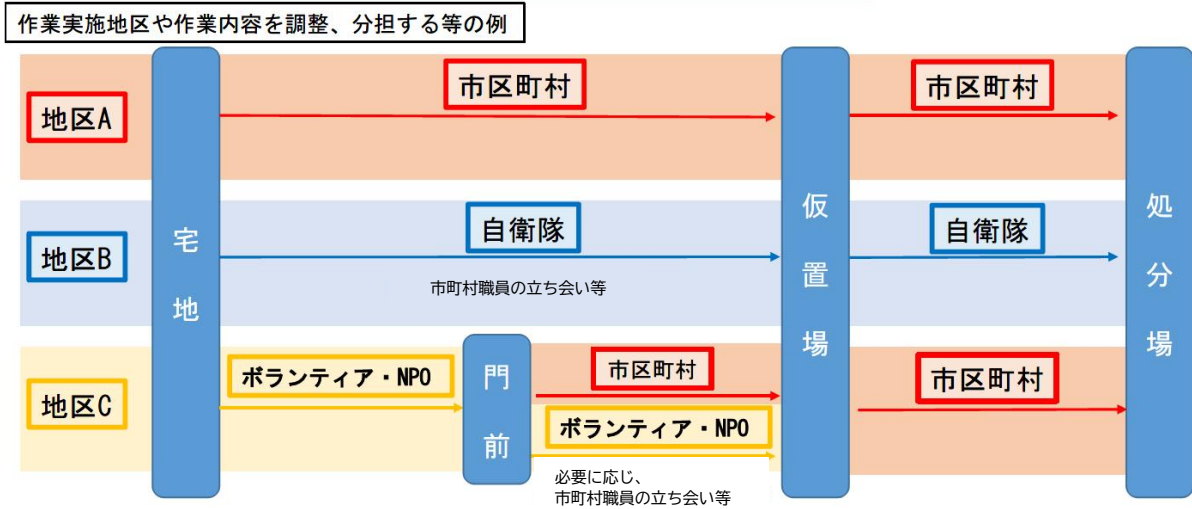 作業実施地区や作業内容を調整、分担する等の例
地区A
市区町村
市区町村
地区B
自衛隊
自衛隊
市町村職員の立ち会い等
地区C
ボランティア・NPO
市区町村
市区町村
ボランティア・NPO
必要に応じ、
市町村職員の立ち会い等
宅地
門前
仮置場
処分場